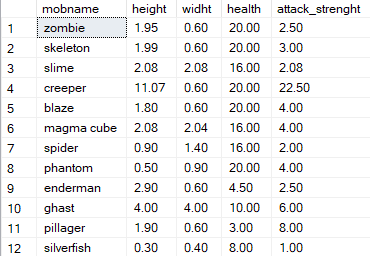 mobname height widht health attack_strenght
1 zombie 1.95 0.60 20.00 2.50
2 skeleton 1.99 0.60 20.00 3.00
3 slime 2.08 2.08 16.00 2.08
4 creeper 11.07 0.60 20.00 22.50
5 blaze 1.80 0.60 20.00 4.00
6 magma cube 2.08 2.04 16.00 4.00
7 spider 0.90 1.40 16.00 2.00
8 phantom 0.50 0.90 20.00 4.00
9 enderman 2.90 0.60 4.50 2.50
10 ghast 4.00 4.00 10.00 6.00
11 pillager 1.90 0.60 3.00 8.00
12 silverfish 0.30 0.40 8.00 1.00